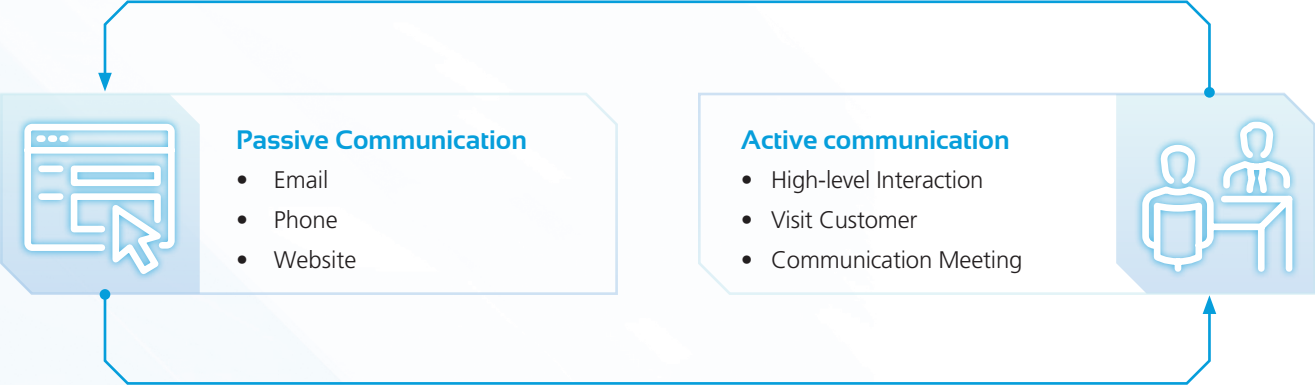 Passive Communication
• Email
• Phone
• Website
Active communication
• High-level Interaction
• Visit Customer
• Communication Meeting